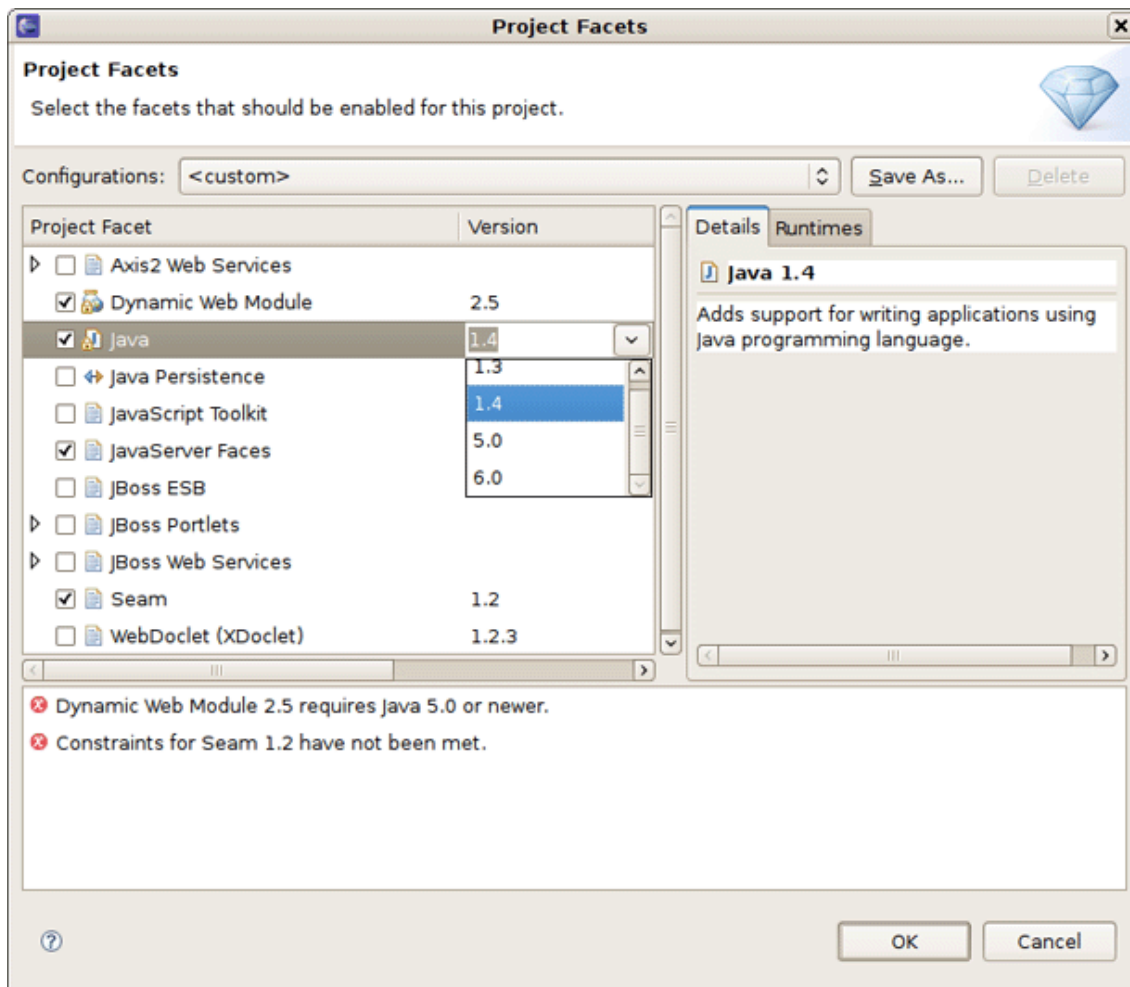 Project Facets
Project Facets
Select the facets that should be enabled for this project.
Configurations: <custom> Save As... Delete
Project Facet Version
Axis2 Web Services
Dynamic Web Module 2.5
Java 1.4
1.3
Java Persistence
1.4
JavaScript Toolkit
5.0
JavaServer Faces
6.0
JBoss ESB
JBoss Portlets
JBoss Web Services
Seam 1.2
WebDoclet (XDoclet) 1.2.3
Details Runtimes
Java 1.4
Adds support for writing applications using
Java programming language.
Dynamic Web Module 2.5 requires Java 5.0 or newer.
Constraints for Seam 1.2 have not been met.
OK Cancel